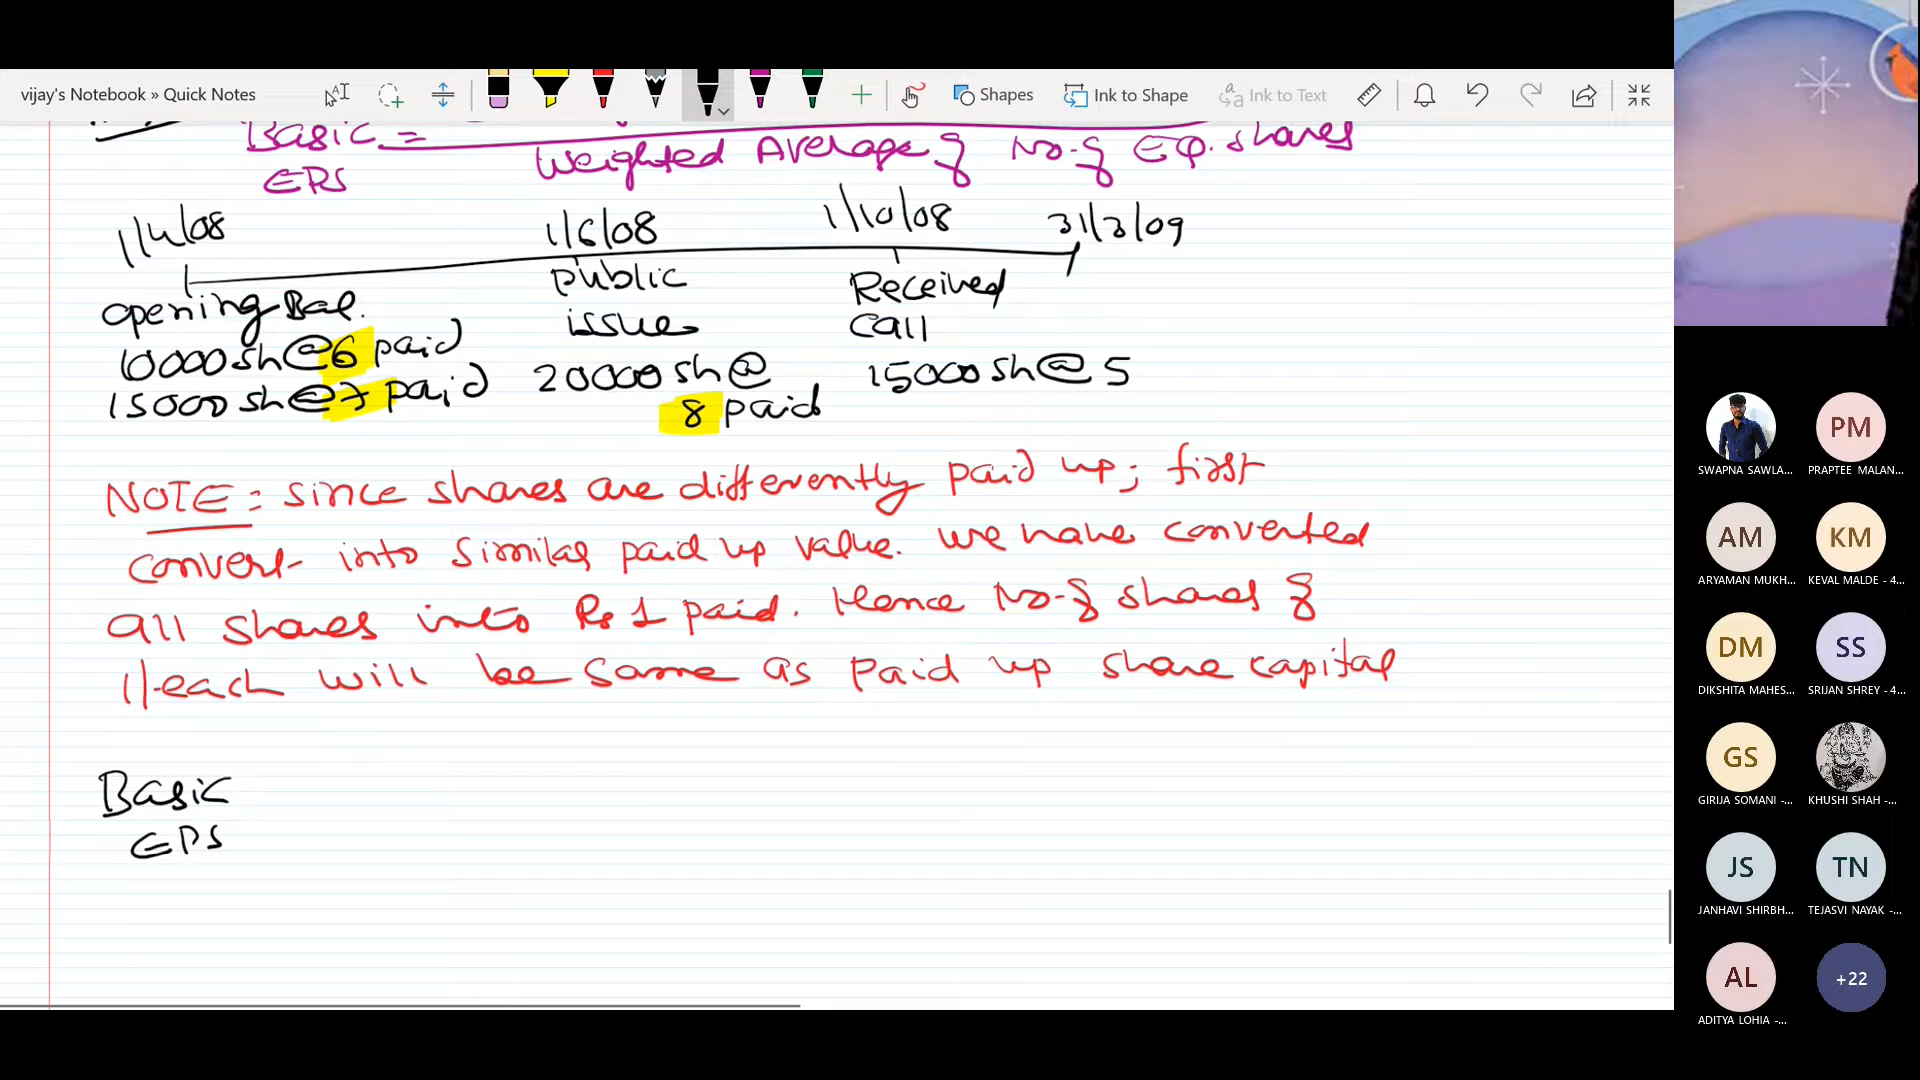 vijay's Notebook » Quick Notes
Shapes
Ink to Shape
Ink to Text
Basic =
EPS
Weighted Average of No. of EQ. shares
1/4/08 1/6/08 1/10/08 31/3/09
opening Bal. public Received
issue call
10000 sh @ 6 paid
15000 sh @ 7 paid 20000 sh @ 15000 sh @ 5
8 paid
NOTE: since shares are differently paid up; first
convert into similar paid up value. We have converted
all shares into Rs 1 paid. Hence No. of shares of
1/- each will be same as paid up share capital
Basic
EPS
SWAPNA SAWLA...
PM
PRAPTEE MALAN...
AM
ARYAMAN MUKH...
KM
KEVAL MALDE - 4...
DM
DIKSHITA MAHES...
SS
SRIJAN SHREY - 4...
GS
GIRIJA SOMANI -...
KHUSHI SHAH -...
JS
JANHAVI SHIRBH...
TN
TEJASVI NAYAK -...
AL
ADITYA LOHIA -...
+22